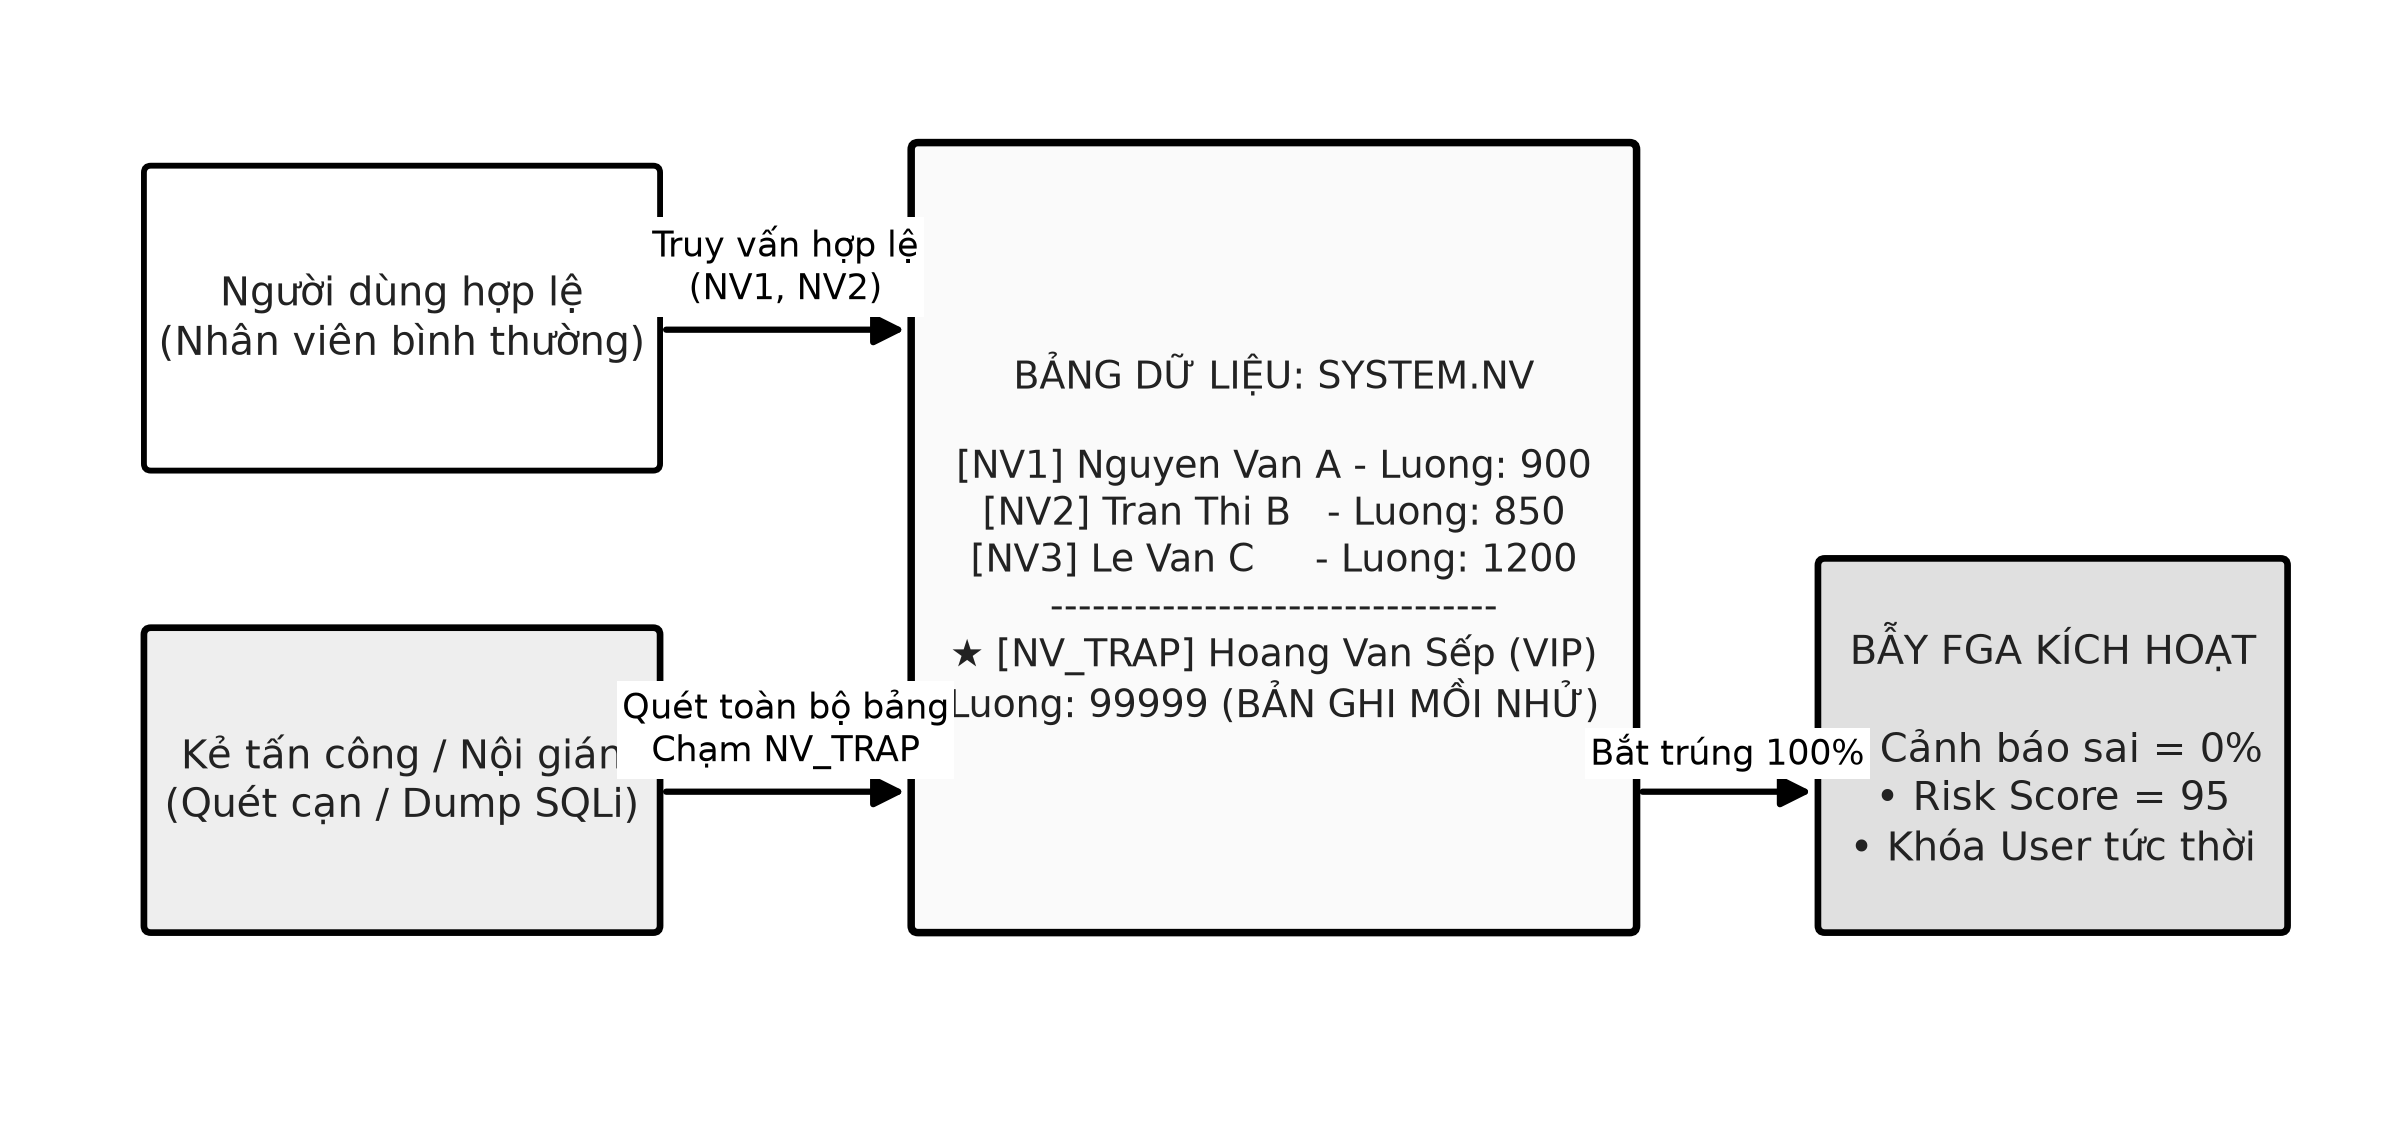 Người dùng hợp lệ
(Nhân viên bình thường)
Truy vấn hợp lệ
(NV1, NV2)
BẢNG DỮ LIỆU: SYSTEM.NV
[NV1] Nguyen Van A - Luong: 900
[NV2] Tran Thi B   - Luong: 850
[NV3] Le Van C     - Luong: 1200
--------------------------------
★ [NV_TRAP] Hoang Van Sếp (VIP)
Luong: 99999 (BẢN GHI MỒI NHỬ)
Kẻ tấn công / Nội gián
(Quét cạn / Dump SQLi)
Quét toàn bộ bảng
Chạm NV_TRAP
Bắt trúng 100%
BẪY FGA KÍCH HOẠT
Cảnh báo sai = 0%
• Risk Score = 95
• Khóa User tức thời